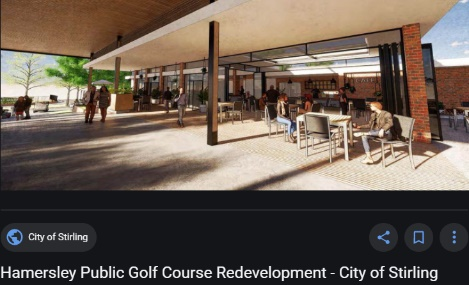 City of Stirling
Hamersley Public Golf Course Redevelopment - City of Stirling